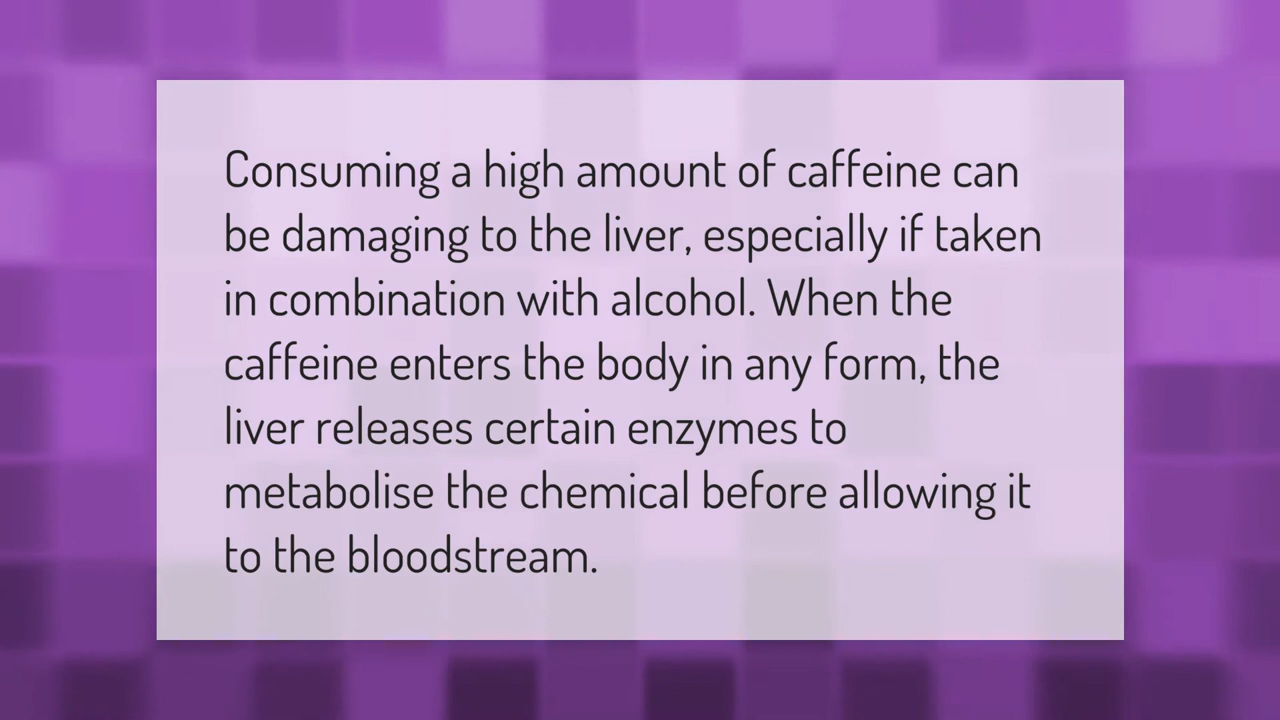 Consuming a high amount of caffeine can
be damaging to the liver, especially if taken
in combination with alcohol. When the
caffeine enters the body in any form, the
liver releases certain enzymes to
metabolise the chemical before allowing it
to the bloodstream.